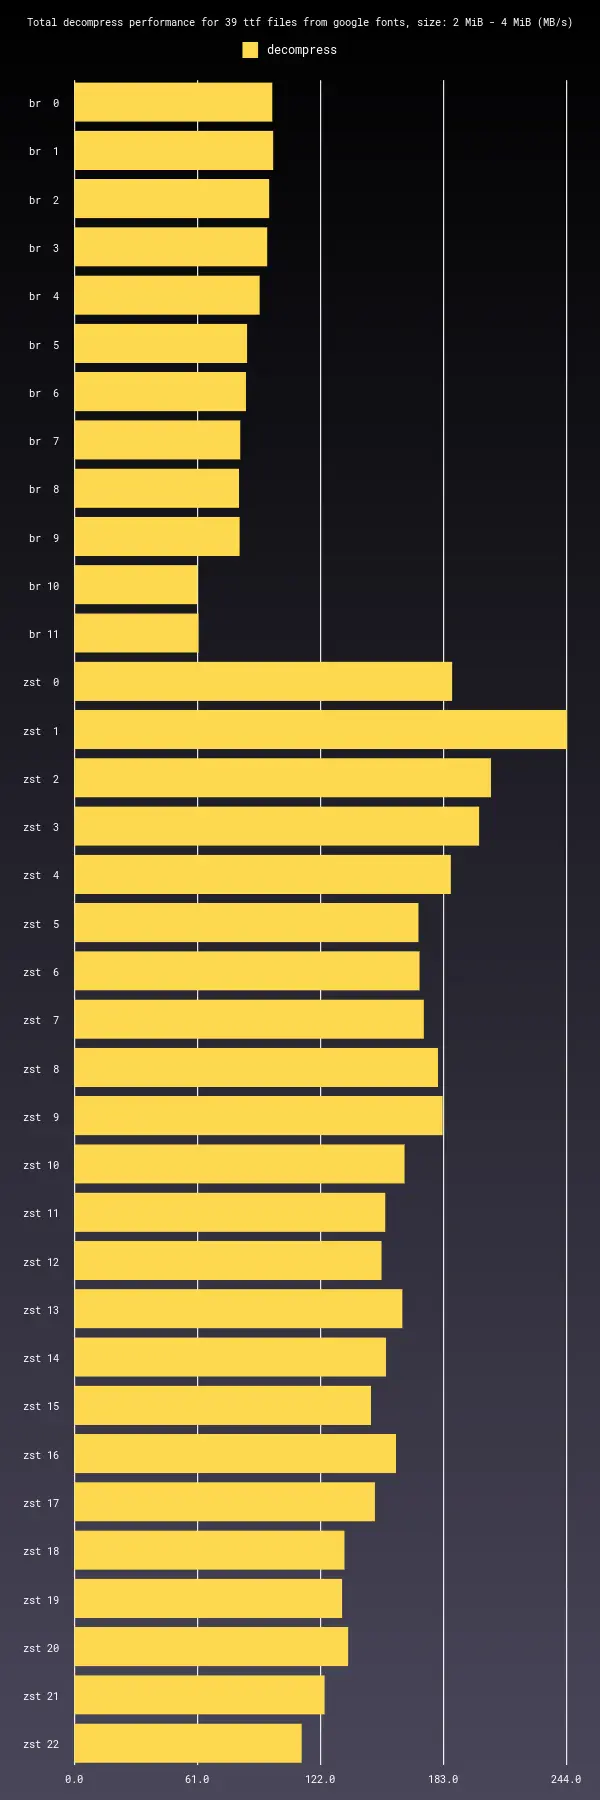 Total decompress performance for 39 ttf files from google fonts, size: 2 MiB - 4 MiB (MB/s)
decompress
br 0
br 1
br 2
br 3
br 4
br 5
br 6
br 7
br 8
br 9
br 10
br 11
zst 0
zst 1
zst 2
zst 3
zst 4
zst 5
zst 6
zst 7
zst 8
zst 9
zst 10
zst 11
zst 12
zst 13
zst 14
zst 15
zst 16
zst 17
zst 18
zst 19
zst 20
zst 21
zst 22
0.0 61.0 122.0 183.0 244.0